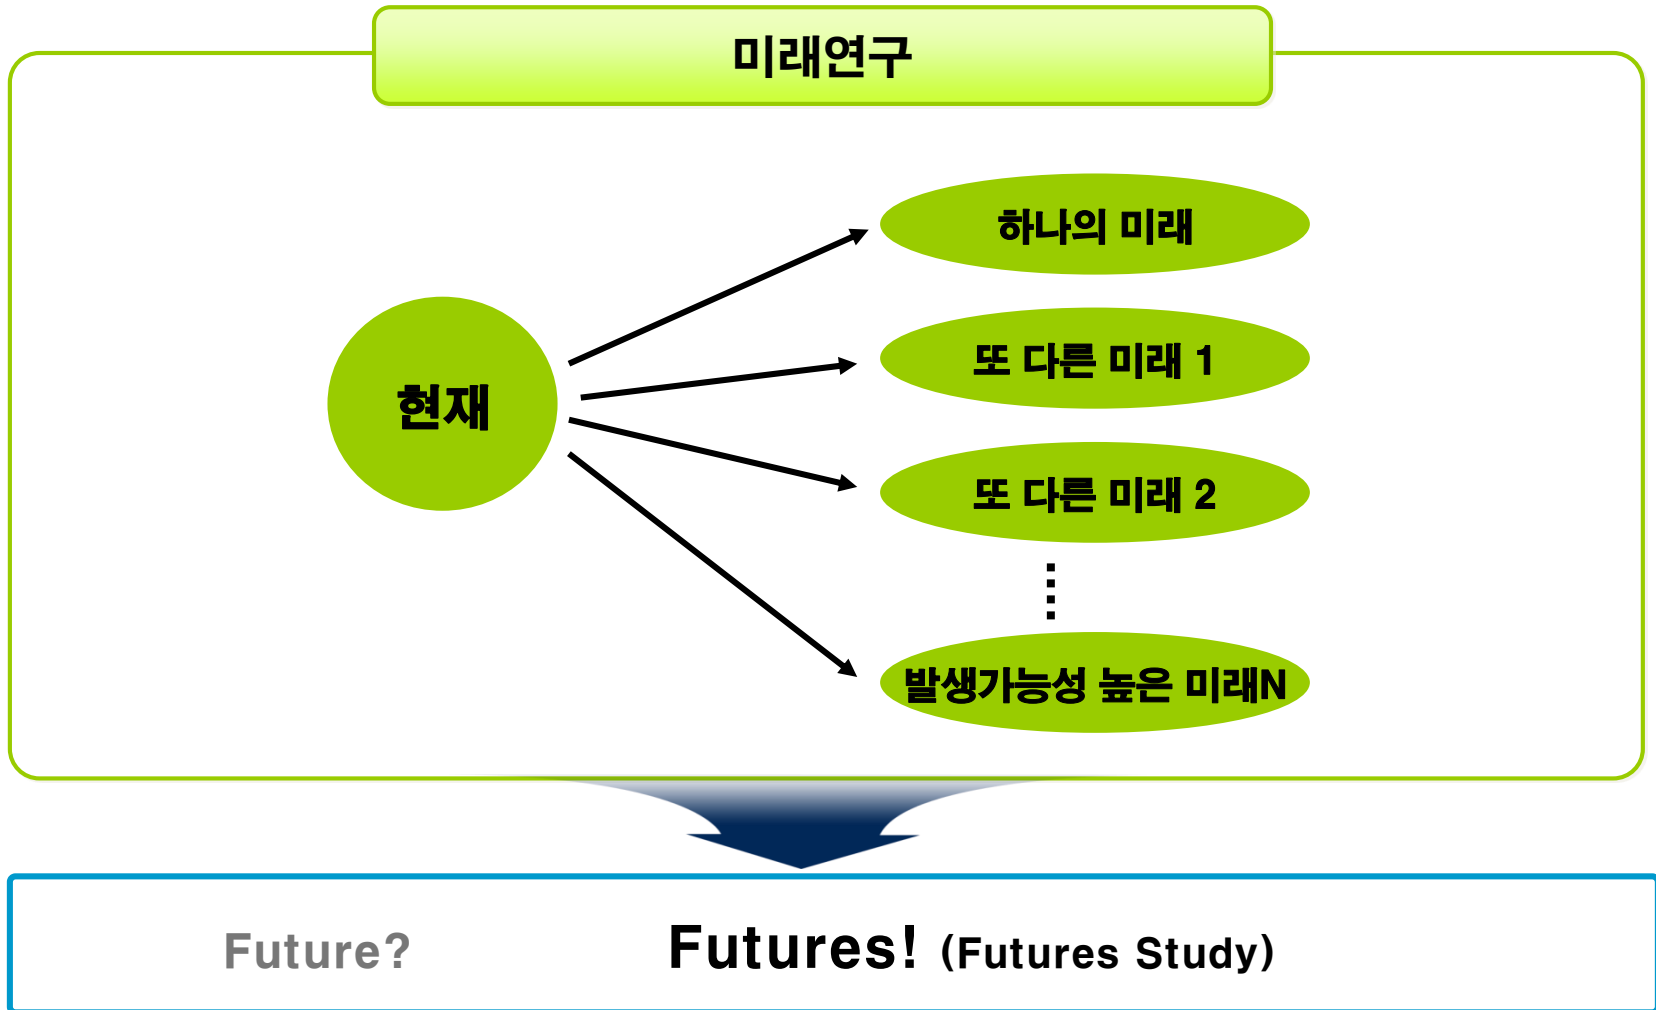 미래연구
현재
하나의 미래
또 다른 미래 1
또 다른 미래 2
발생가능성 높은 미래N
Future?
Futures! (Futures Study)